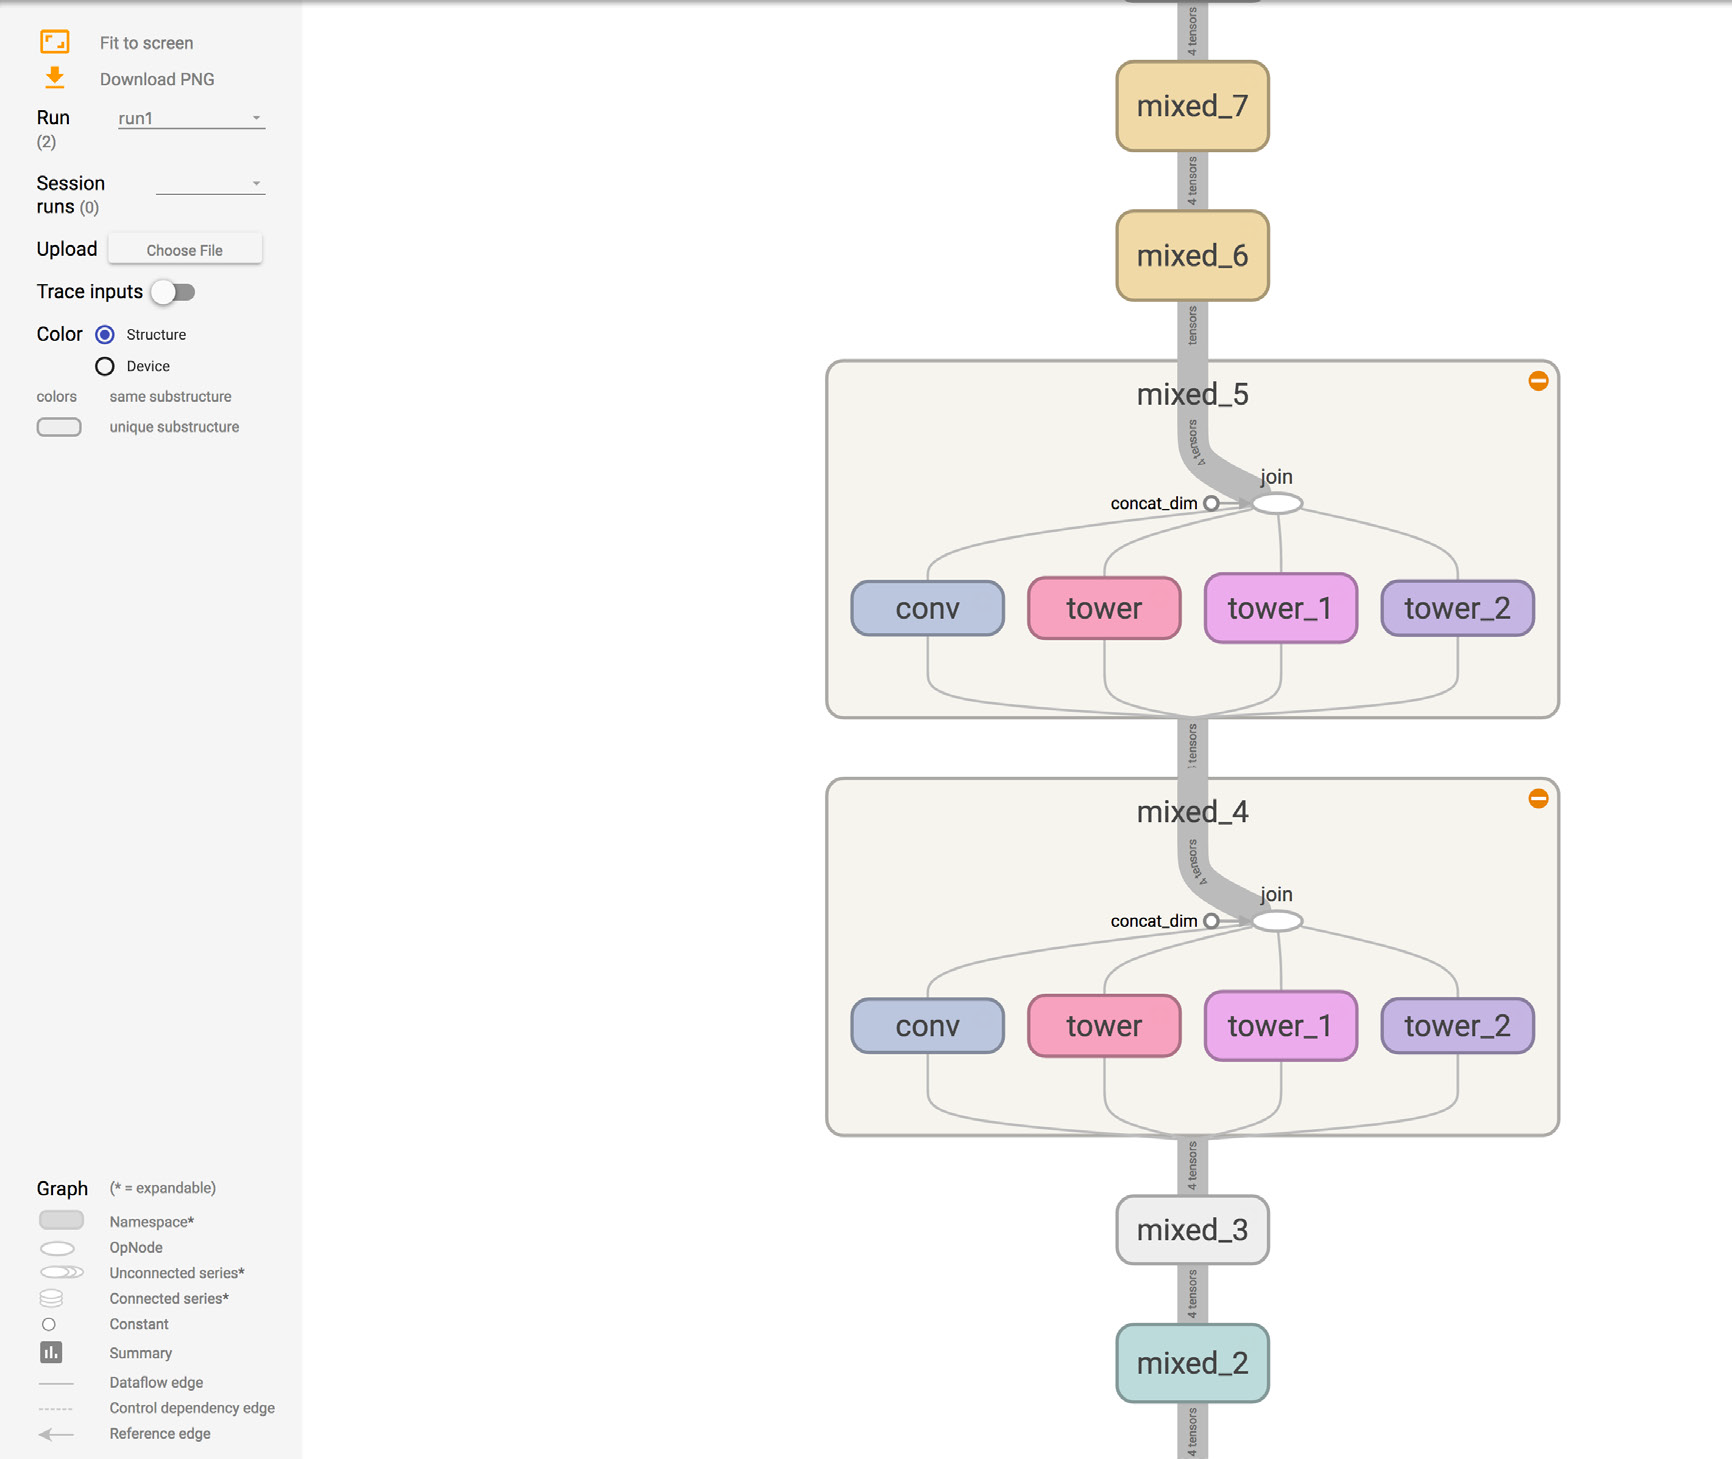 Fit to screen
Download PNG
Run
(2)
run1
Session
runs (0)
Upload
Choose File
Trace inputs
Color
Structure
Device
colors
same substructure
unique substructure
Graph
(* = expandable)
Namespace*
OpNode
Unconnected series*
Connected series*
Constant
Summary
Dataflow edge
Control dependency edge
Reference edge
4 tensors
mixed_7
4 tensors
mixed_6
tensors
mixed_5
4 tensors
join
concat_dim
conv
tower
tower_1
tower_2
tensors
mixed_4
4 tensors
join
concat_dim
conv
tower
tower_1
tower_2
4 tensors
mixed_3
4 tensors
mixed_2
4 tensors